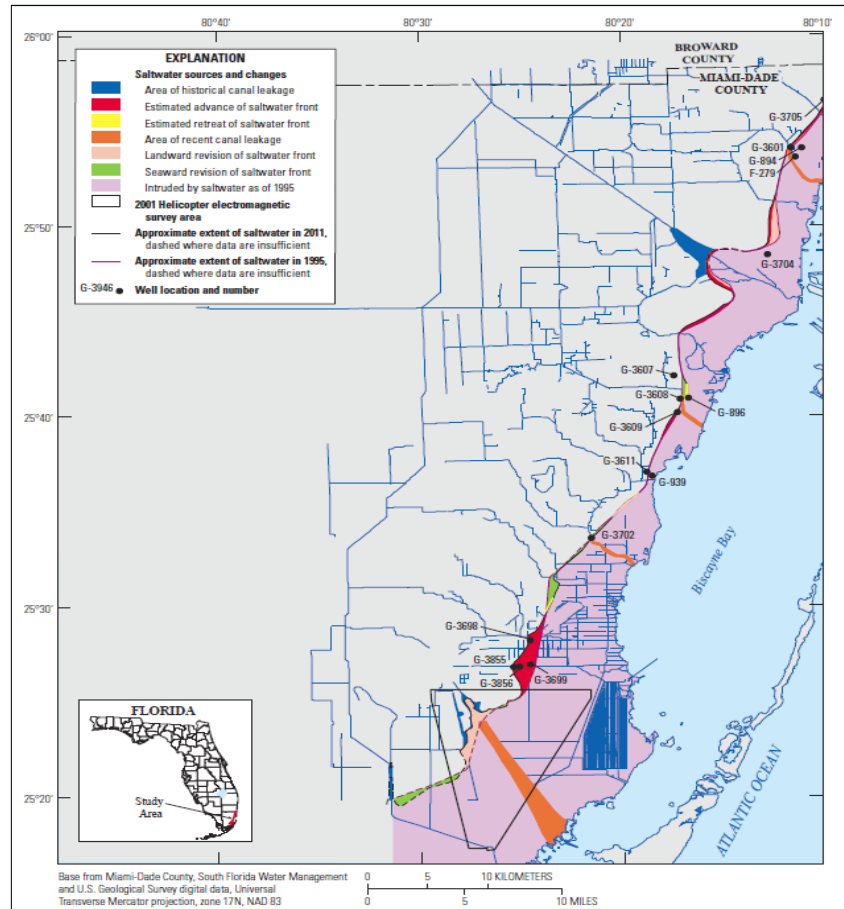 80°40'
80°30'
80°20'
80°10'
26°00'
25°50'
25°40'
25°30'
25°20'
EXPLANATION
Saltwater sources and changes
Area of historical canal leakage
Estimated advance of saltwater front
Estimated retreat of saltwater front
Area of recent canal leakage
Landward revision of saltwater front
Seaward revision of saltwater front
Intruded by saltwater as of 1995
2001 Helicopter electromagnetic
survey area
Approximate extent of saltwater in 2011,
dashed where data are insufficient
Approximate extent of saltwater in 1995,
dashed where data are insufficient
G-3946 Well location and number
BROWARD
COUNTY
MIAMI-DADE
COUNTY
G-3705
G-3601
G-894
F-279
G-3704
G-3607
G-3608
G-896
G-3609
G-3611
G-939
G-3702
Biscayne Bay
G-3698
G-3855
G-3856
G-3699
FLORIDA
Study
Area
ATLANTIC OCEAN
Base from Miami-Dade County, South Florida Water Management
and U.S. Geological Survey digital data, Universal
Transverse Mercator projection, zone 17N, NAD 83
0 5 10 KILOMETERS
0 5 10 MILES